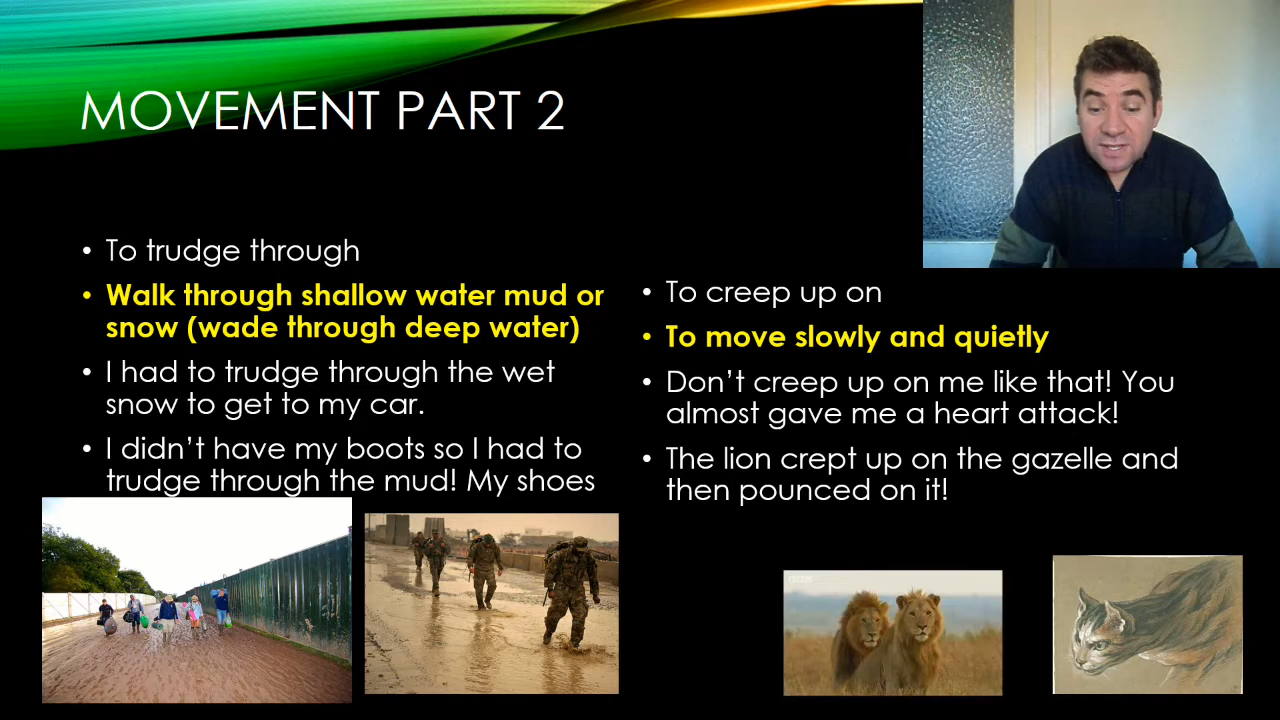 MOVEMENT PART 2
• To trudge through
• Walk through shallow water mud or
snow (wade through deep water)
• I had to trudge through the wet
snow to get to my car.
• I didn’t have my boots so I had to
trudge through the mud! My shoes
• To creep up on
• To move slowly and quietly
• Don’t creep up on me like that! You
almost gave me a heart attack!
• The lion crept up on the gazelle and
then pounced on it!